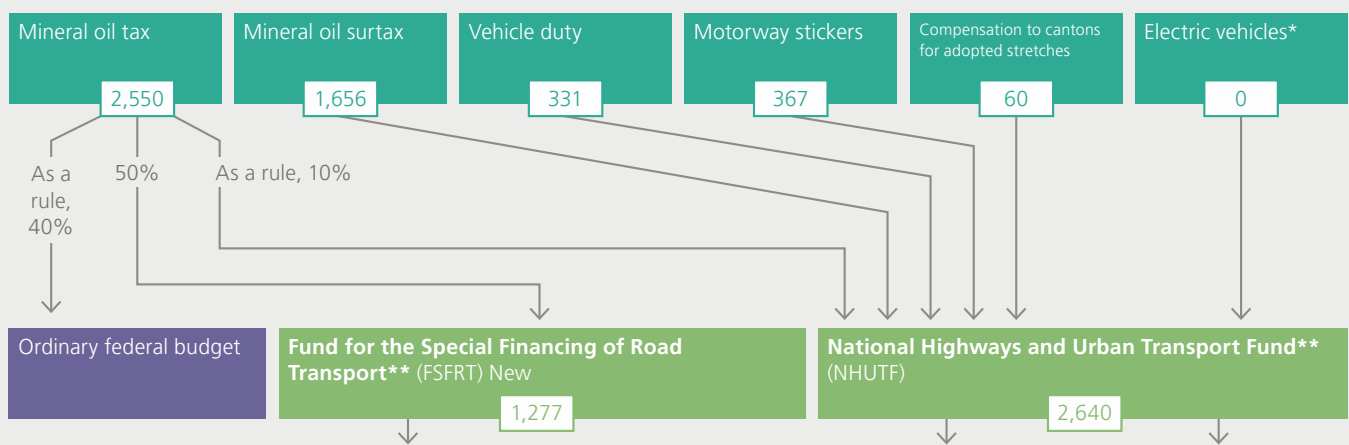 Mineral oil tax
Mineral oil surtax
Vehicle duty
Motorway stickers
Compensation to cantons
for adopted stretches
Electric vehicles*
2,550
1,656
331
367
60
0
As a
rule,
40%
50%
As a rule, 10%
Ordinary federal budget
Fund for the Special Financing of Road
Transport** (FSFRT) New
1,277
National Highways and Urban Transport Fund**
(NHUTF)
2,640